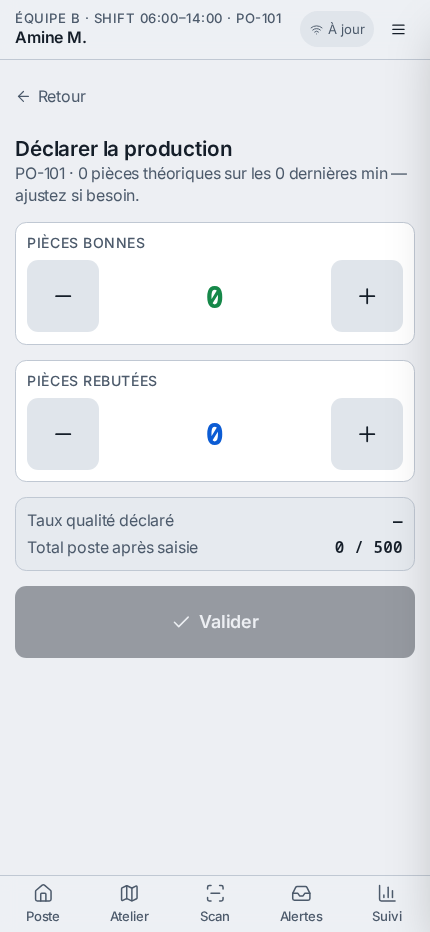 ÉQUIPE B · SHIFT 06:00–14:00 · PO-101
Amine M.
À jour
Retour
Déclarer la production
PO-101 · 0 pièces théoriques sur les 0 dernières min —
ajustez si besoin.
PIÈCES BONNES
− 0 +
PIÈCES REBUTÉES
− 0 +
Taux qualité déclaré –
Total poste après saisie 0 / 500
Valider
Poste Atelier Scan Alertes Suivi